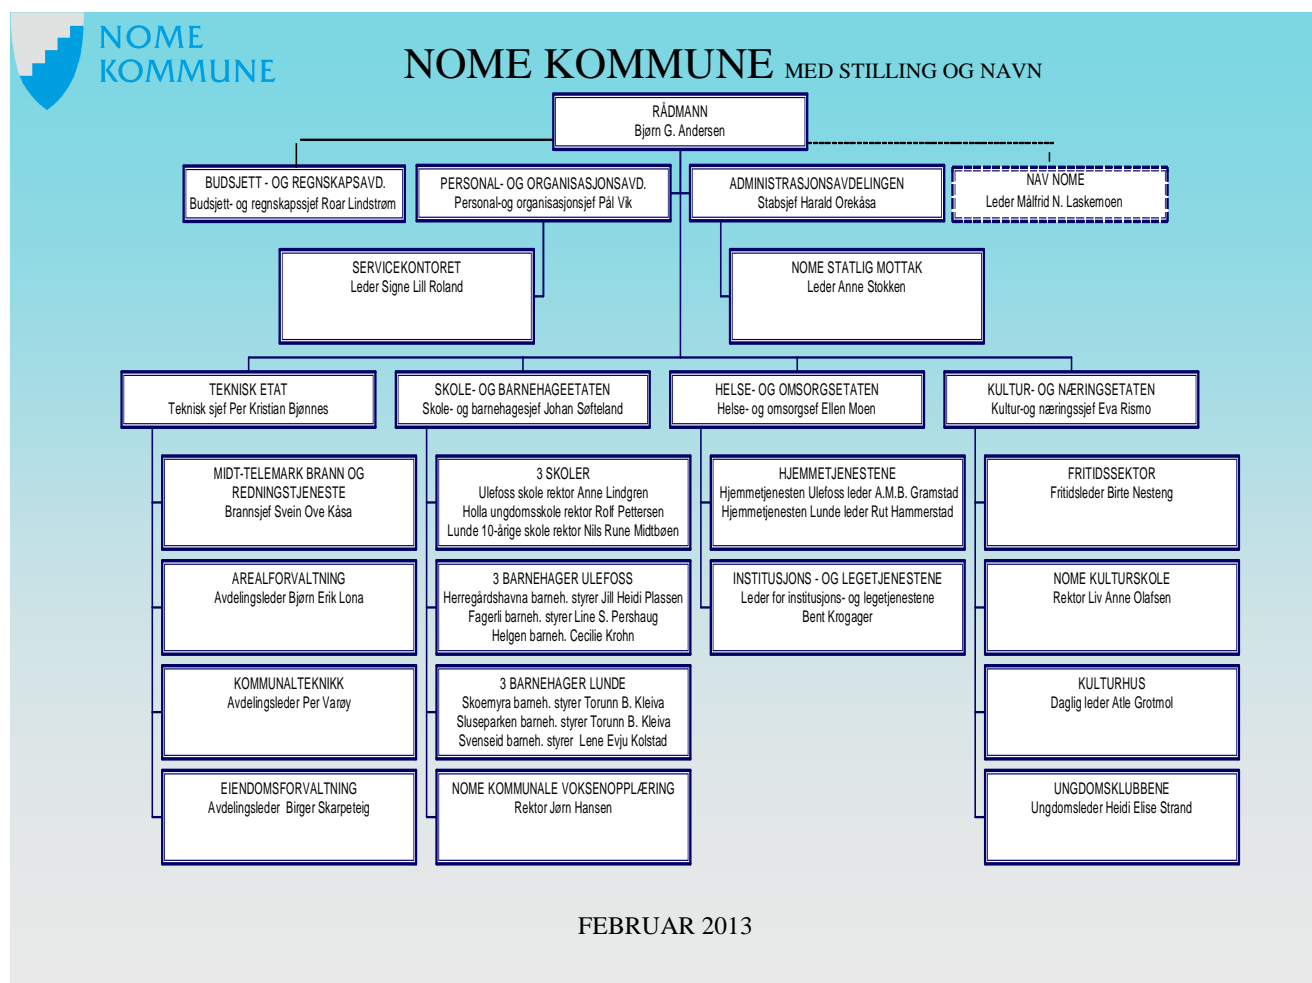 NOME
KOMMUNE
NOME KOMMUNE MED STILLING OG NAVN
RÅDMANN
Bjørn G. Andersen
BUDSJETT - OG REGNSKAPSAVD.
Budsjett- og regnskapssjef Roar Lindstrøm
PERSONAL- OG ORGANISASJONSAVD.
Personal-og organisasjonsjef Pål Vik
ADMINISTRASJONSAVDELINGEN
Stabsjef Harald Orekåsa
NAV NOME
Leder Målfrid N. Laskemoen
SERVICEKONTORET
Leder Signe Lill Roland
NOME STATLIG MOTTAK
Leder Anne Stokken
TEKNISK ETAT
Teknisk sjef Per Kristian Bjønnes
SKOLE- OG BARNEHAGEETATEN
Skole- og barnehagesjef Johan Søfteland
HELSE- OG OMSORGSETATEN
Helse- og omsorgsef Ellen Moen
KULTUR- OG NÆRINGSETATEN
Kultur-og næringssjef Eva Rismo
MIDT-TELEMARK BRANN OG
REDNINGSTJENESTE
Brannsjef Svein Ove Kåsa
3 SKOLER
Ulefoss skole rektor Anne Lindgren
Holla ungdomsskole rektor Rolf Pettersen
Lunde 10-årige skole rektor Nils Rune Midtbøen
HJEMMETJENESTENE
Hjemmetjenesten Ulefoss leder A.M.B. Gramstad
Hjemmetjenesten Lunde leder Rut Hammerstad
FRITIDSSEKTOR
Fritidsleder Birte Nesteng
AREALFORVALTNING
Avdelingsleder Bjørn Erik Lona
3 BARNEHAGER ULEFOSS
Herregårdshavna barneh. styrer Jill Heidi Plassen
Fagerli barneh. styrer Line S. Pershaug
Helgen barneh. Cecilie Krohn
INSTITUSJONS - OG LEGETJENESTENE
Leder for institusjons- og legetjenestene
Bent Krogager
NOME KULTURSKOLE
Rektor Liv Anne Olafsen
KOMMUNALTEKNIKK
Avdelingsleder Per Varøy
3 BARNEHAGER LUNDE
Skoemyra barneh. styrer Torunn B. Kleiva
Sluseparken barneh. styrer Torunn B. Kleiva
Svenseid barneh. styrer Lene Evju Kolstad
KULTURHUS
Daglig leder Atle Grotmol
EIENDOMSFORVALTNING
Avdelingsleder Birger Skarpeteig
NOME KOMMUNALE VOKSENOPPLÆRING
Rektor Jørn Hansen
UNGDOMSKLUBBENE
Ungdomsleder Heidi Elise Strand
FEBRUAR 2013